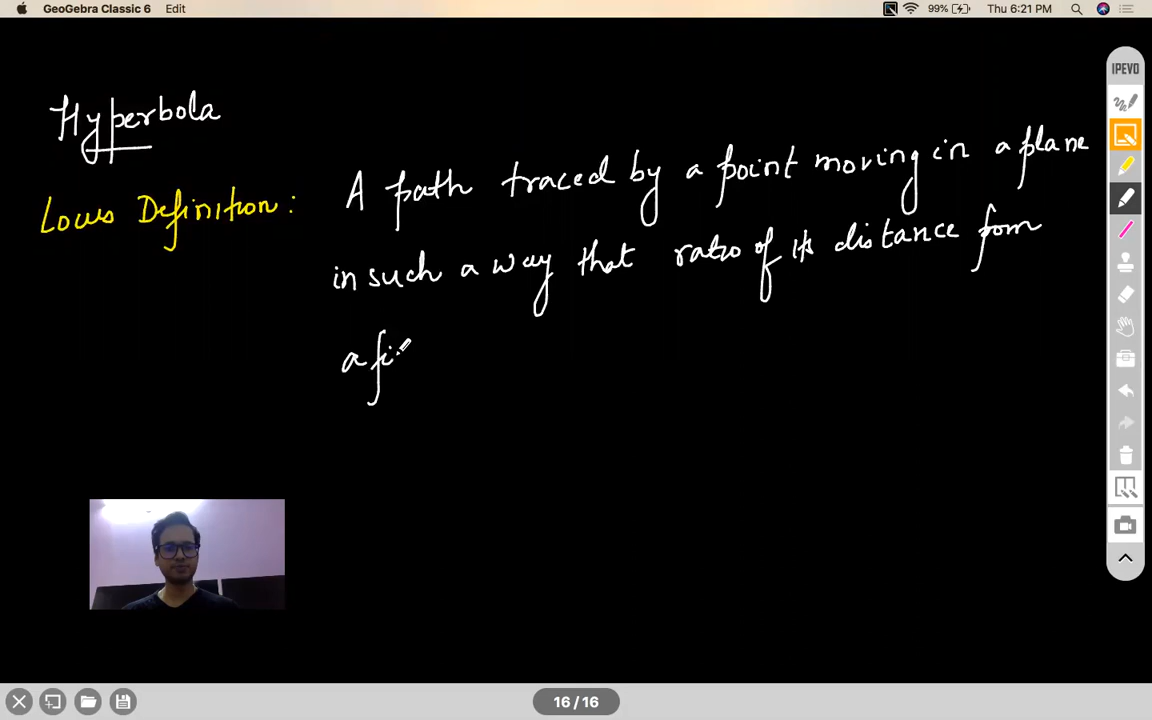 GeoGebra Classic 6 Edit 99% Thu 6:21 PM
IPEVO
Hyperbola
Locus Definition: A path traced by a point moving in a plane
in such a way that ratio of its distance from
a fi
16/16